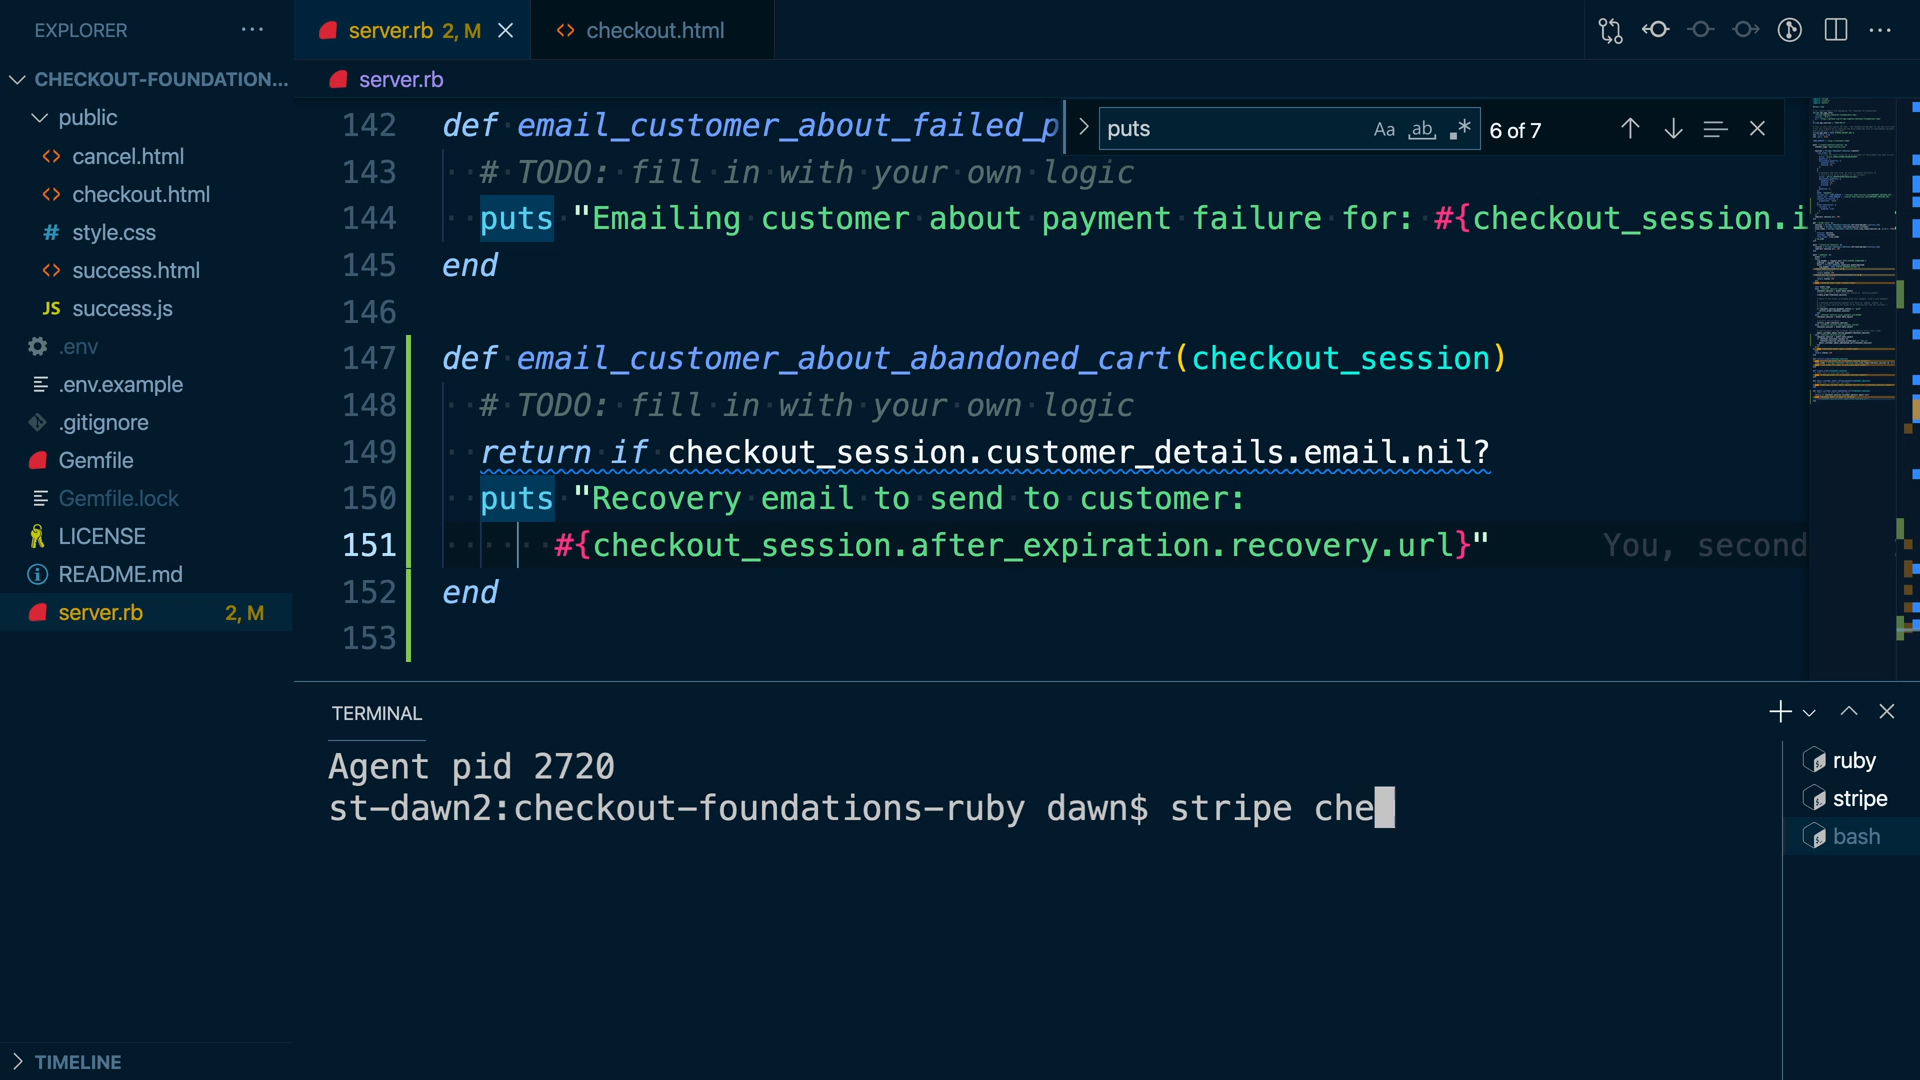 EXPLORER
CHECKOUT-FOUNDATION...
public
cancel.html
checkout.html
# style.css
success.html
JS success.js
.env
.env.example
.gitignore
Gemfile
Gemfile.lock
LICENSE
README.md
server.rb 2, M
TIMELINE
server.rb 2, M
checkout.html
server.rb
puts Aa ab .* 6 of 7
142 def email_customer_about_failed_p
143 # TODO: fill in with your own logic
144 puts "Emailing customer about payment failure for: #{checkout_session.i
145 end
146
147 def email_customer_about_abandoned_cart(checkout_session)
148 # TODO: fill in with your own logic
149 return if checkout_session.customer_details.email.nil?
150 puts "Recovery email to send to customer:
151 #{checkout_session.after_expiration.recovery.url}" You, second
152 end
153
TERMINAL
Agent pid 2720
st-dawn2:checkout-foundations-ruby dawn$ stripe che
ruby
stripe
bash